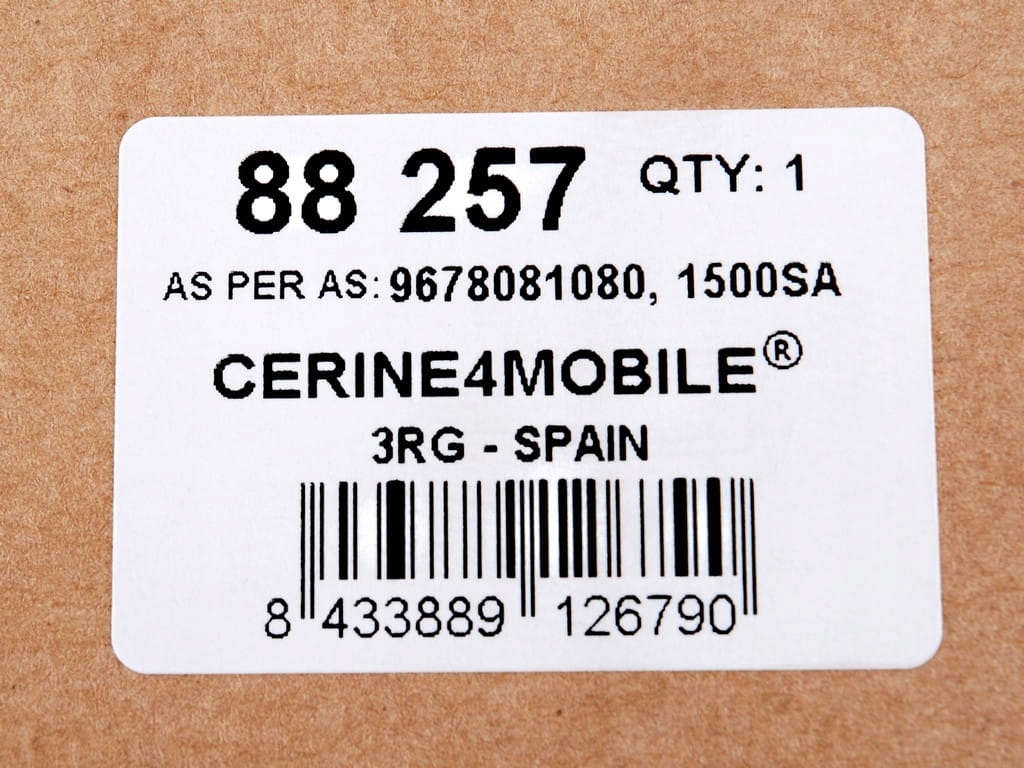 88 257 QTY: 1
AS PER AS: 9678081080, 1500SA
CERINE4MOBILE®
3RG - SPAIN
8 433889 126790